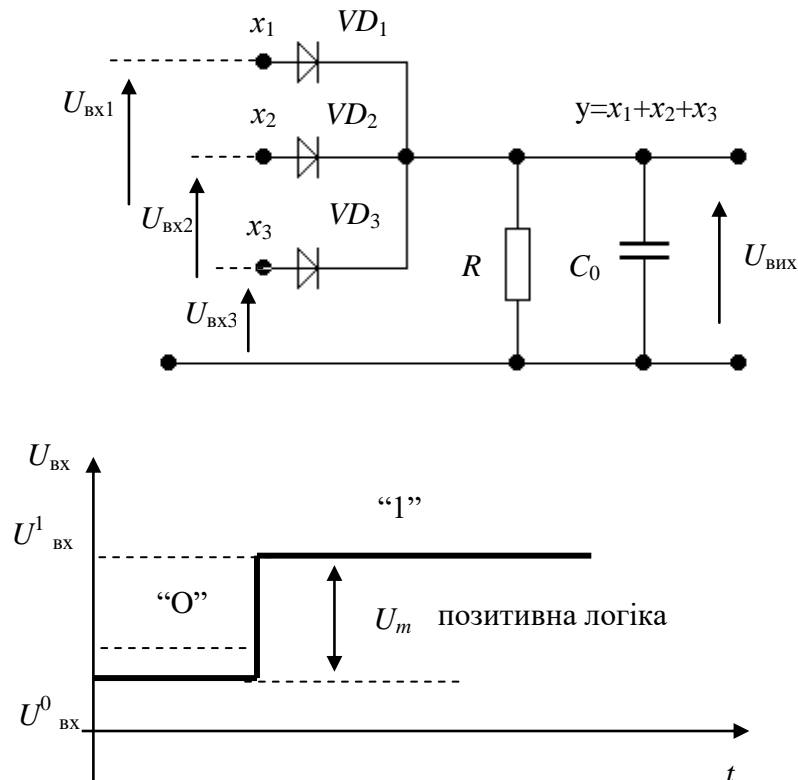 x₁ VD₁
Uвх1
x₂ VD₂ y=x₁+x₂+x₃
Uвх2
x₃ VD₃
R C₀ Uвих
Uвх3
Uвх
“1”
U¹ вх
“О”
Uₘ позитивна логіка
U⁰ вх
t